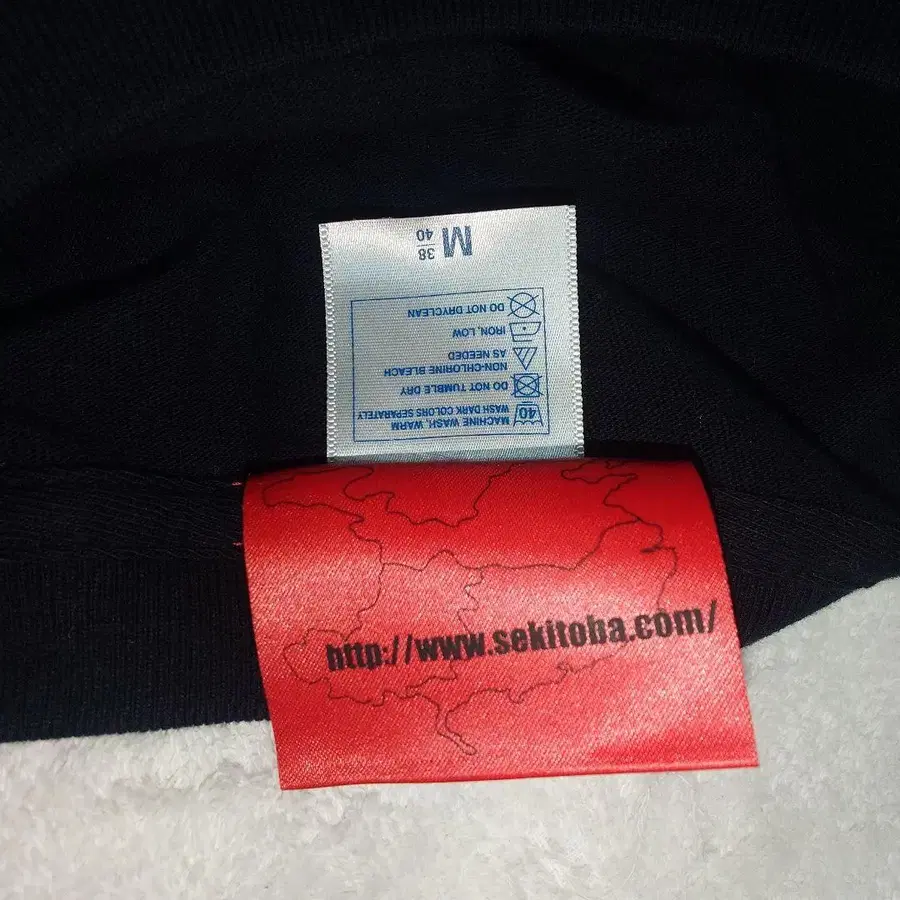 M 38
40
DO NOT DRYCLEAN
IRON, LOW
NON-CHLORINE BLEACH
AS NEEDED
DO NOT TUMBLE DRY
40 MACHINE WASH, WARM
WASH DARK COLORS SEPARATELY
http://www.sekitoba.com/